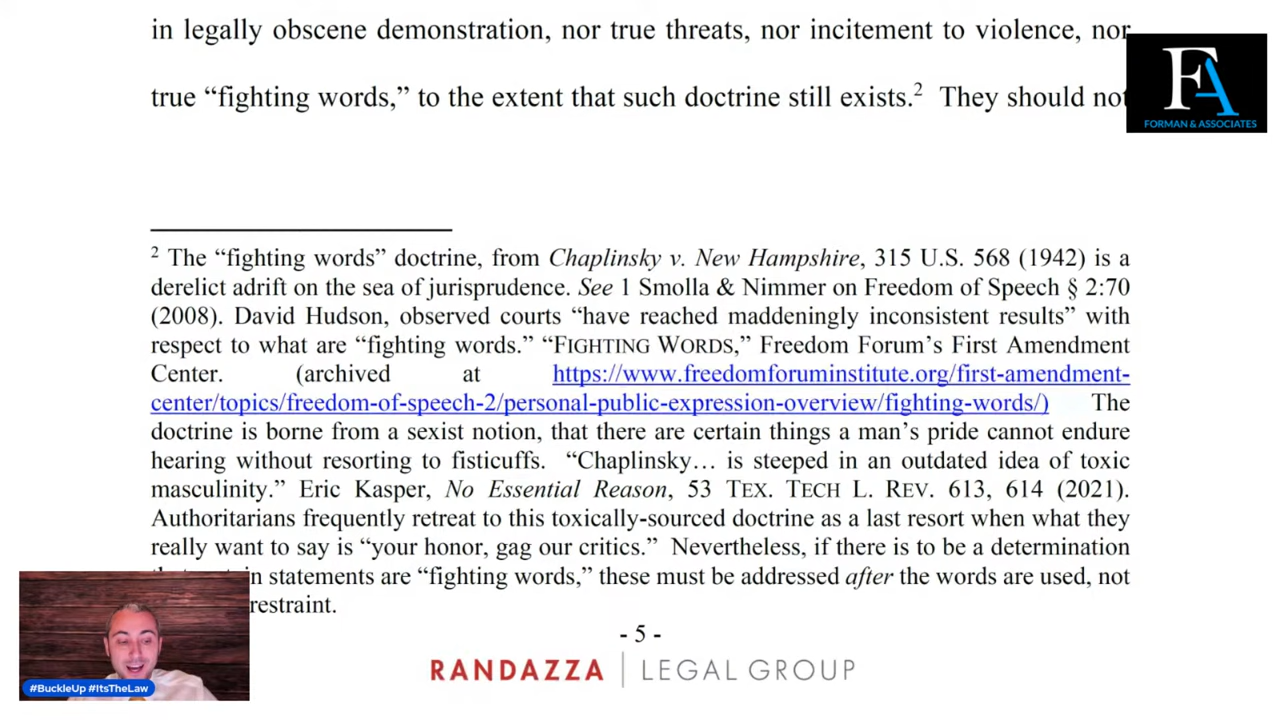 in legally obscene demonstration, nor true threats, nor incitement to violence, nor
true “fighting words,” to the extent that such doctrine still exists.2 They should not
FA
FORMAN & ASSOCIATES
2 The “fighting words” doctrine, from Chaplinsky v. New Hampshire, 315 U.S. 568 (1942) is a
derelict adrift on the sea of jurisprudence. See 1 Smolla & Nimmer on Freedom of Speech § 2:70
(2008). David Hudson, observed courts “have reached maddeningly inconsistent results” with
respect to what are “fighting words.” “FIGHTING WORDS,” Freedom Forum’s First Amendment
Center. (archived at https://www.freedomforuminstitute.org/first-amendment-
center/topics/freedom-of-speech-2/personal-public-expression-overview/fighting-words/) The
doctrine is borne from a sexist notion, that there are certain things a man’s pride cannot endure
hearing without resorting to fisticuffs. “Chaplinsky… is steeped in an outdated idea of toxic
masculinity.” Eric Kasper, No Essential Reason, 53 TEX. TECH L. REV. 613, 614 (2021).
Authoritarians frequently retreat to this toxically-sourced doctrine as a last resort when what they
really want to say is “your honor, gag our critics.” Nevertheless, if there is to be a determination
statements are “fighting words,” these must be addressed after the words are used, not
restraint.
- 5 -
RANDAZZA | LEGAL GROUP
#BuckleUp #ItsTheLaw